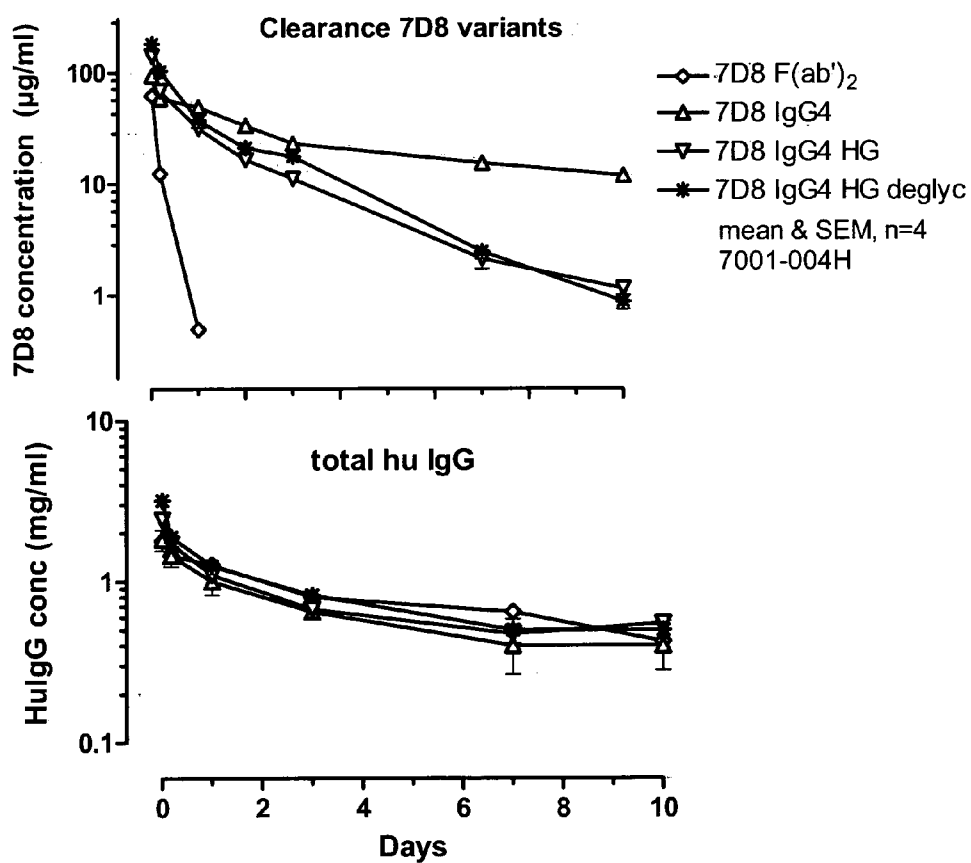 Clearance 7D8 variants
7D8 concentration (µg/ml)
100
10
1
7D8 F(ab')2
7D8 IgG4
7D8 IgG4 HG
7D8 IgG4 HG deglyc
mean & SEM, n=4
7001-004H
total hu IgG
HuIgG conc (mg/ml)
10
1
0.1
0 2 4 6 8 10
Days